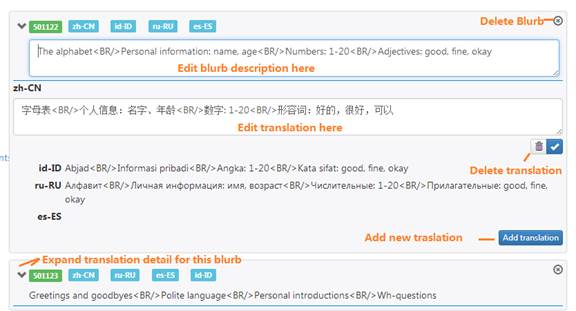 501122 zh-CN id-ID ru-RU es-ES Delete Blurb
The alphabet<BR/>Personal information: name, age<BR/>Numbers: 1-20<BR/>Adjectives: good, fine, okay
Edit blurb description here
zh-CN
字母表<BR/>个人信息：名字、年龄<BR/>数字: 1-20<BR/>形容词：好的，很好，可以
Edit translation here
id-ID Abjad<BR/>Informasi pribadi<BR/>Angka: 1-20<BR/>Kata sifat: good, fine, okay
Delete translation
ru-RU Алфавит<BR/>Личная информация: имя, возраст<BR/>Числительные: 1-20<BR/>Прилагательные: good, fine,
okay
es-ES
Add new traslation Add translation
Expand translation detail for this blurb
501123 zh-CN ru-RU es-ES id-ID
Greetings and goodbyes<BR/>Polite language<BR/>Personal introductions<BR/>Wh-questions